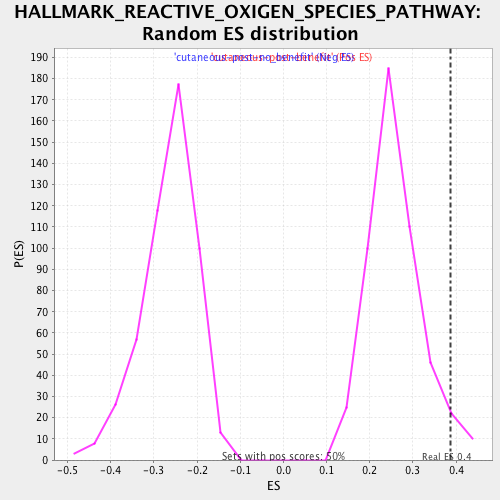 HALLMARK_REACTIVE_OXIGEN_SPECIES_PATHWAY:
Random ES distribution
190
180
170
160
150
140
130
120
110
100
90
80
70
60
50
40
30
20
10
0
P(ES)
Sets with pos scores: 50%
Real ES 0.4
-0.5 -0.4 -0.3 -0.2 -0.1 0.0 0.1 0.2 0.3 0.4
ES